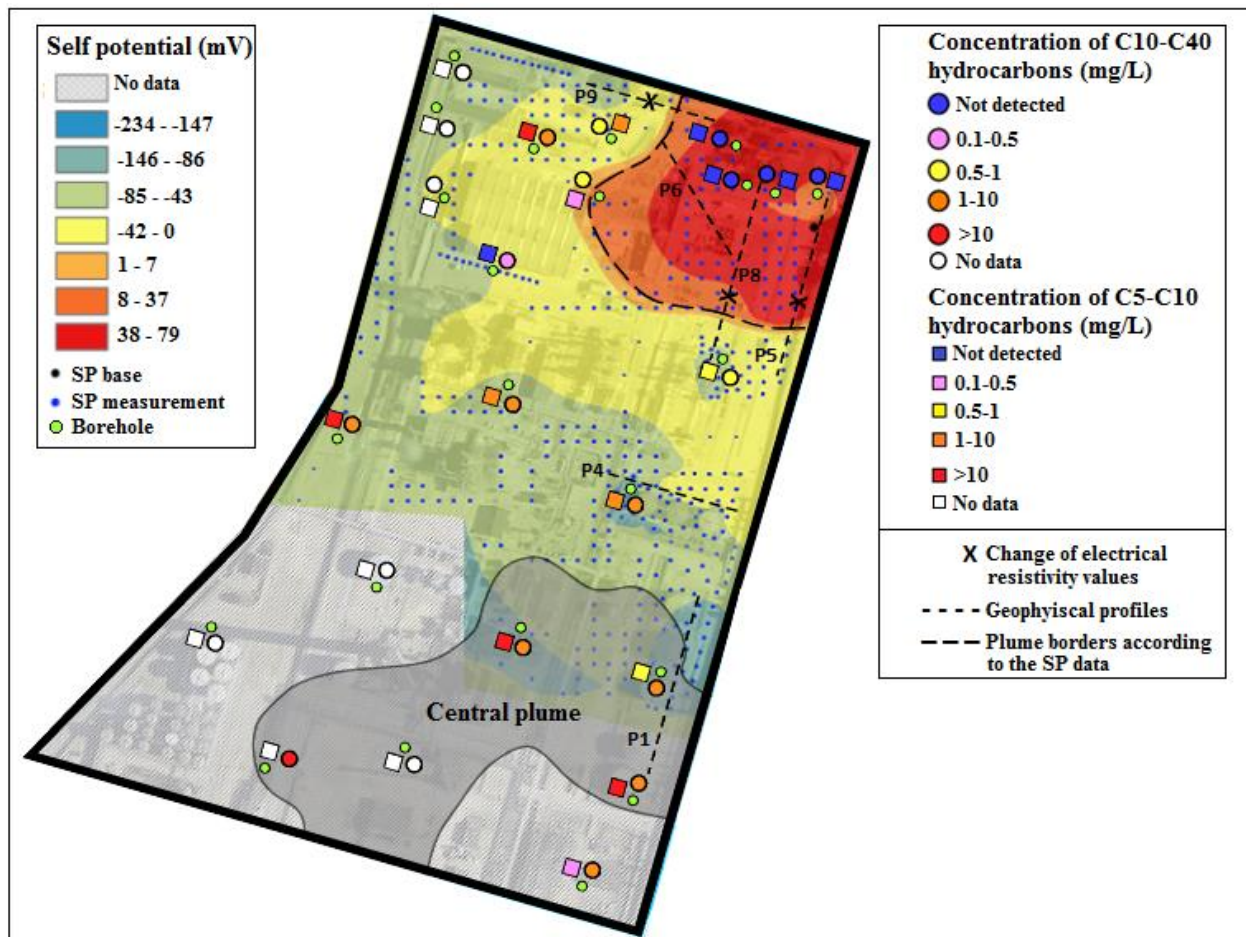 Self potential (mV)
No data
-234 - -147
-146 - -86
-85 - -43
-42 - 0
1 - 7
8 - 37
38 - 79
SP base
SP measurement
Borehole
P9
P6
P8
P5
P4
Central plume
P1
Concentration of C10-C40
hydrocarbons (mg/L)
Not detected
0.1-0.5
0.5-1
1-10
>10
No data
Concentration of C5-C10
hydrocarbons (mg/L)
Not detected
0.1-0.5
0.5-1
1-10
>10
No data
X Change of electrical
resistivity values
Geophyiscal profiles
Plume borders according
to the SP data